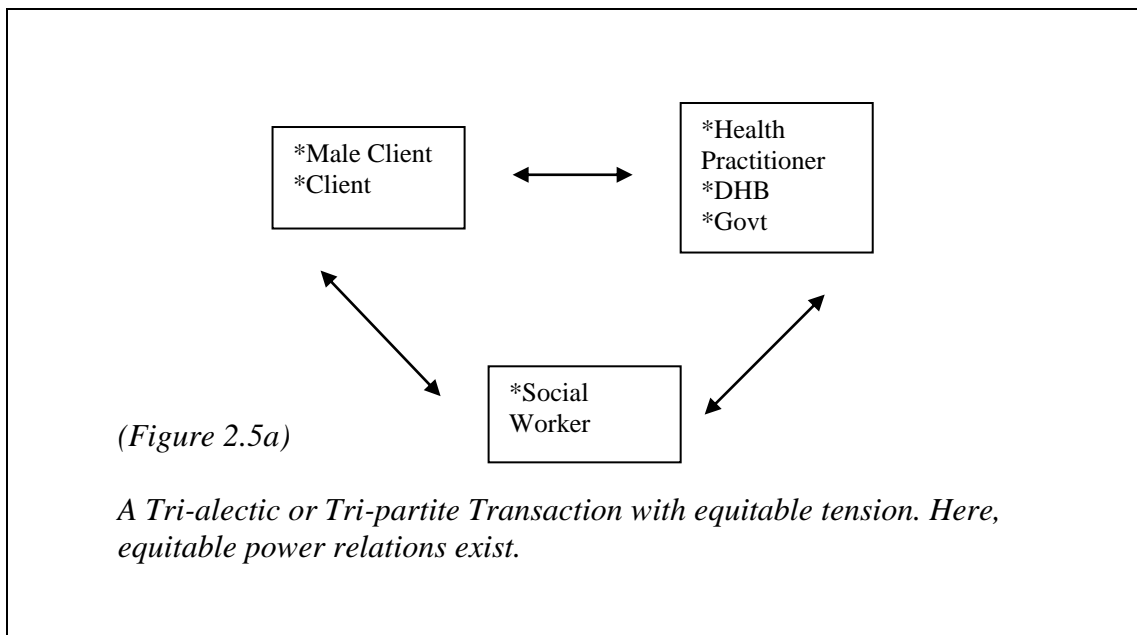 *Male Client
*Client
*Health
Practitioner
*DHB
*Govt
*Social
Worker
(Figure 2.5a)
A Tri-alectic or Tri-partite Transaction with equitable tension. Here,
equitable power relations exist.